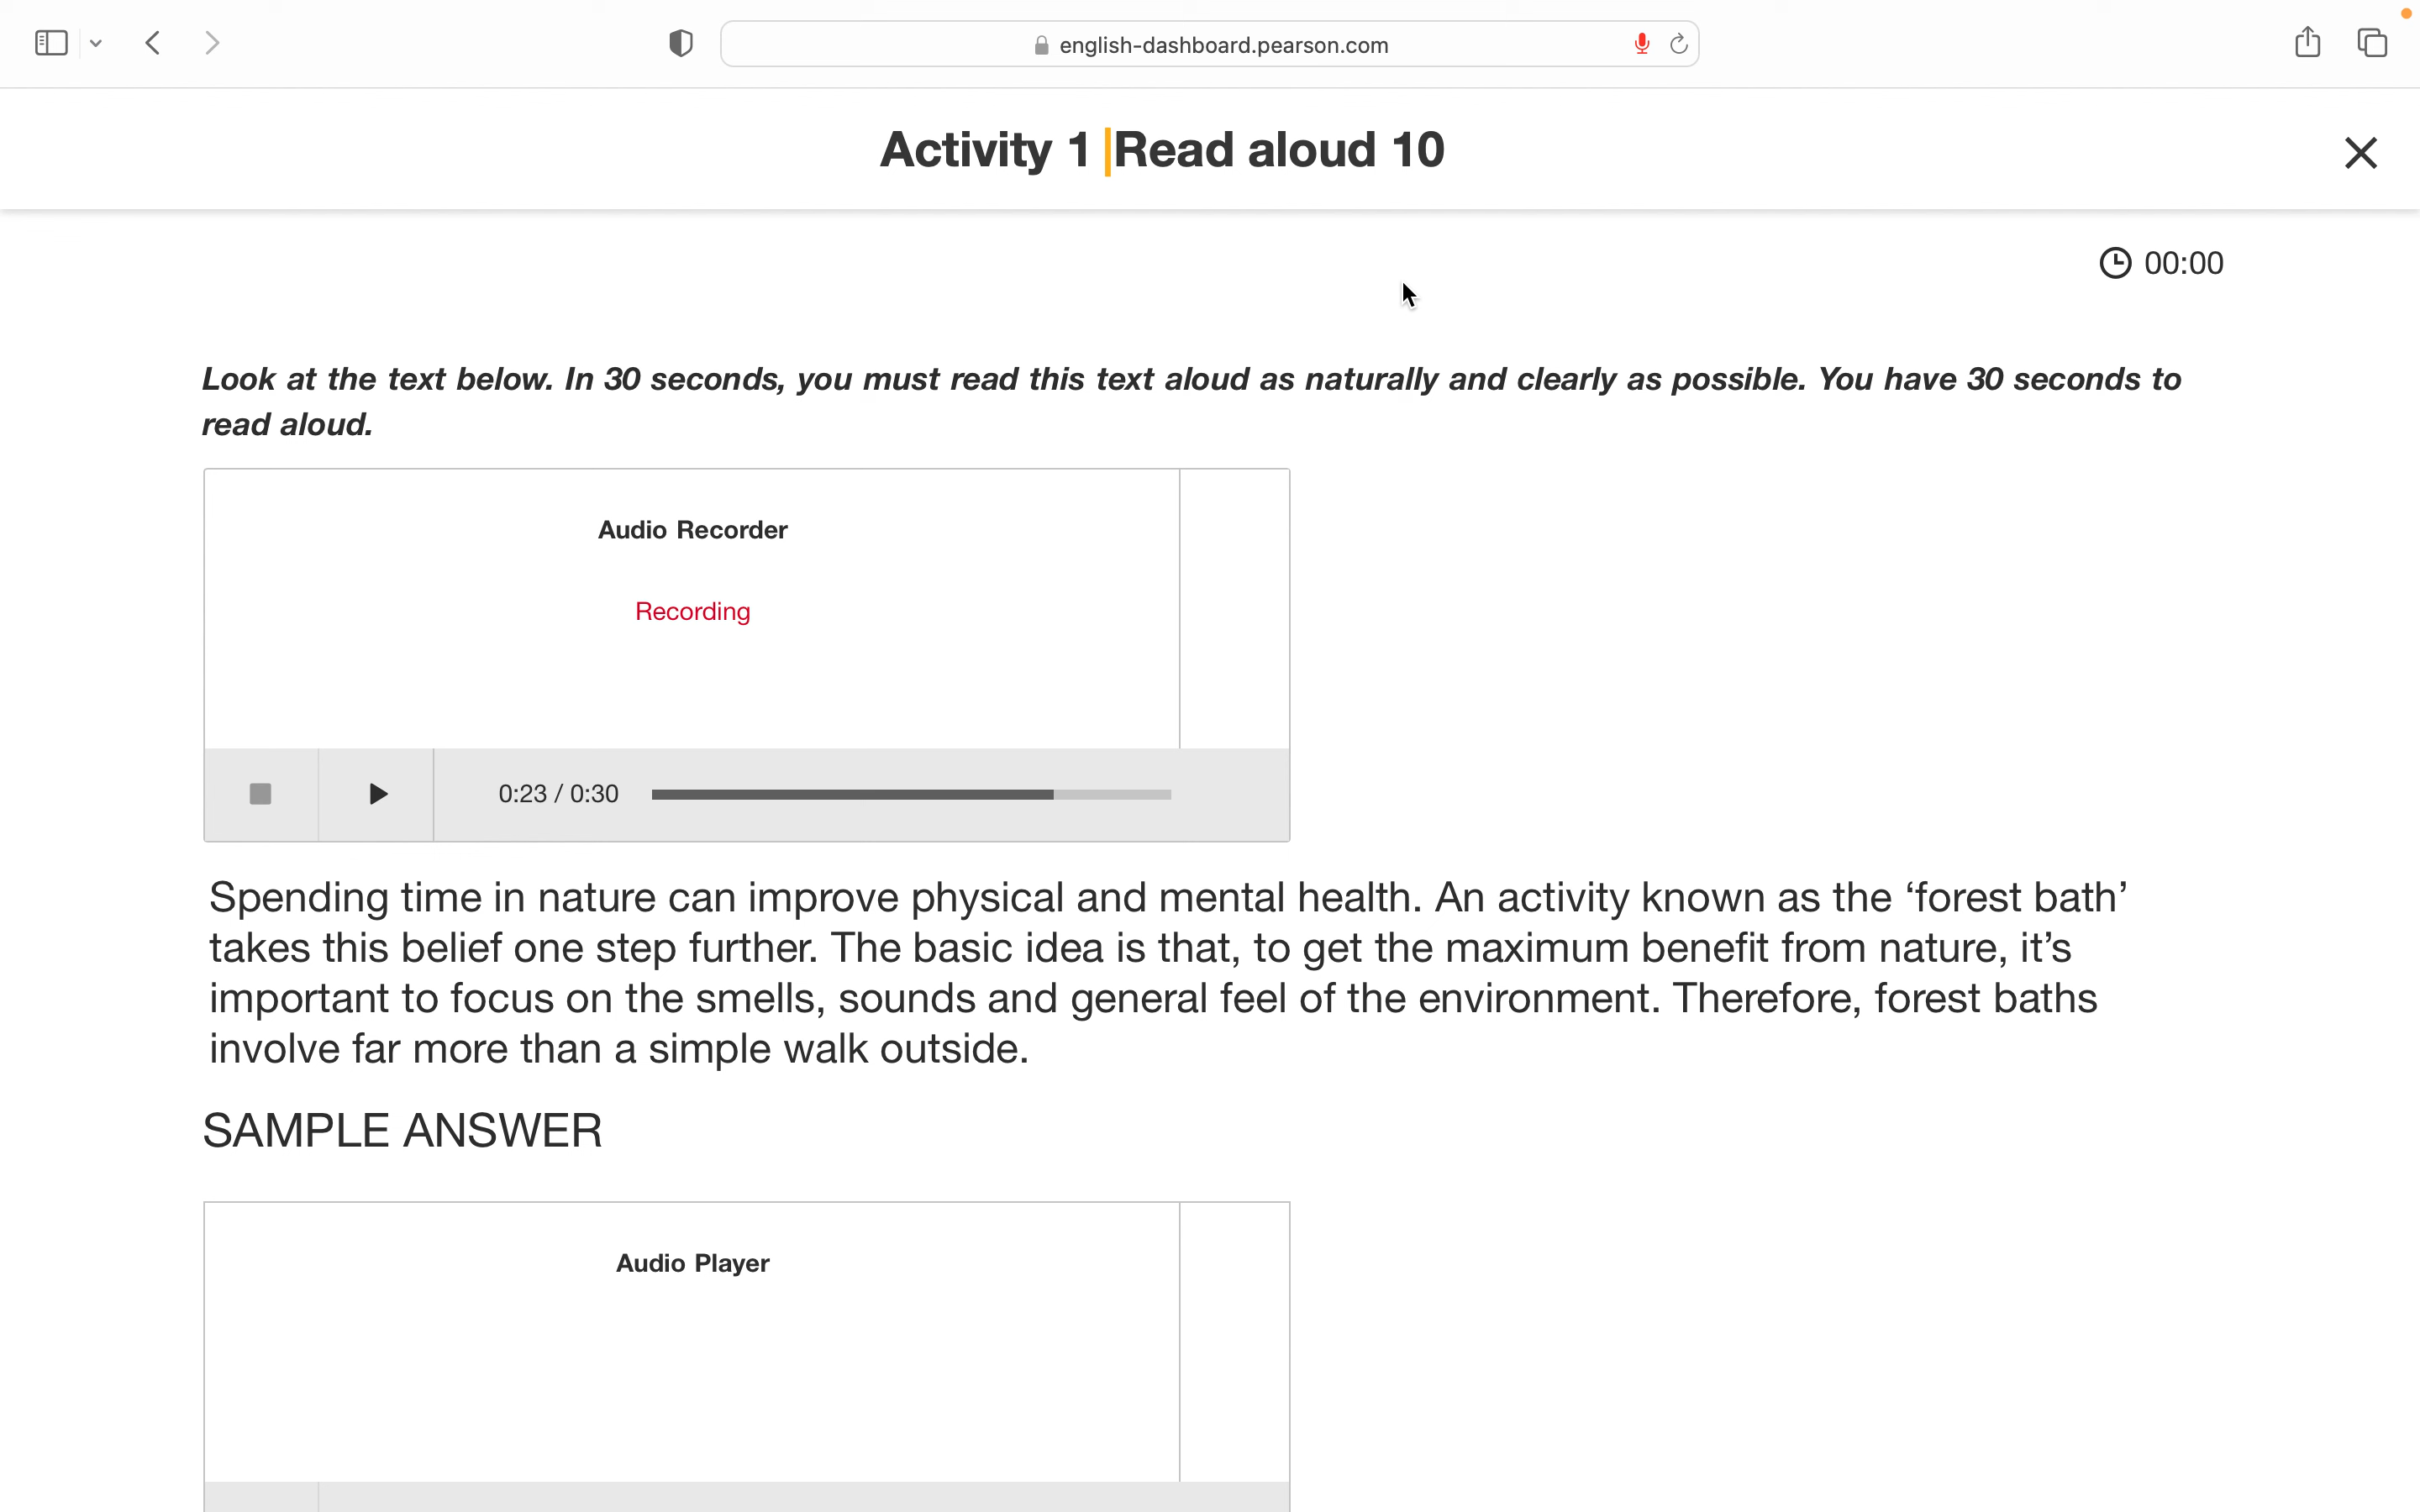 english-dashboard.pearson.com
Activity 1 |Read aloud 10
00:00
Look at the text below. In 30 seconds, you must read this text aloud as naturally and clearly as possible. You have 30 seconds to
read aloud.
Audio Recorder
Recording
0:23 / 0:30
Spending time in nature can improve physical and mental health. An activity known as the ‘forest bath’
takes this belief one step further. The basic idea is that, to get the maximum benefit from nature, it’s
important to focus on the smells, sounds and general feel of the environment. Therefore, forest baths
involve far more than a simple walk outside.
SAMPLE ANSWER
Audio Player